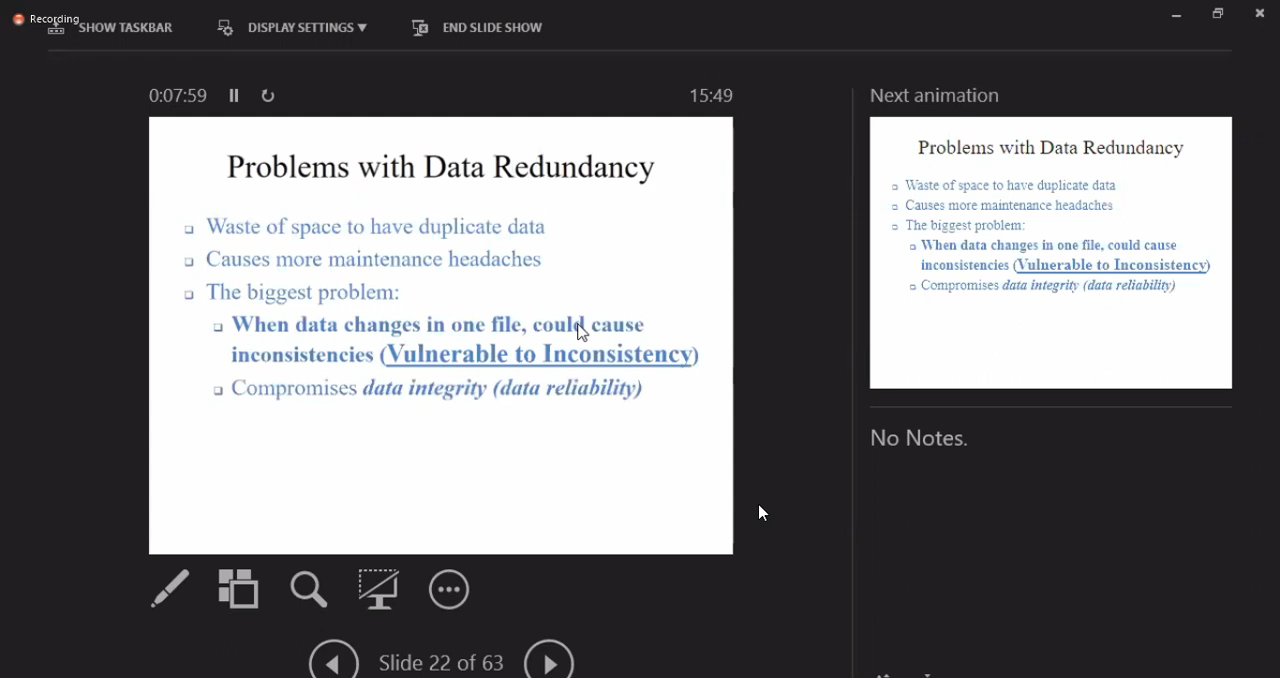 Recording
SHOW TASKBAR
DISPLAY SETTINGS
END SLIDE SHOW
0:07:59
15:49
Problems with Data Redundancy
Waste of space to have duplicate data
Causes more maintenance headaches
The biggest problem:
When data changes in one file, could cause
inconsistencies (Vulnerable to Inconsistency)
Compromises data integrity (data reliability)
Slide 22 of 63
Next animation
Problems with Data Redundancy
Waste of space to have duplicate data
Causes more maintenance headaches
The biggest problem:
When data changes in one file, could cause
inconsistencies (Vulnerable to Inconsistency)
Compromises data integrity (data reliability)
No Notes.